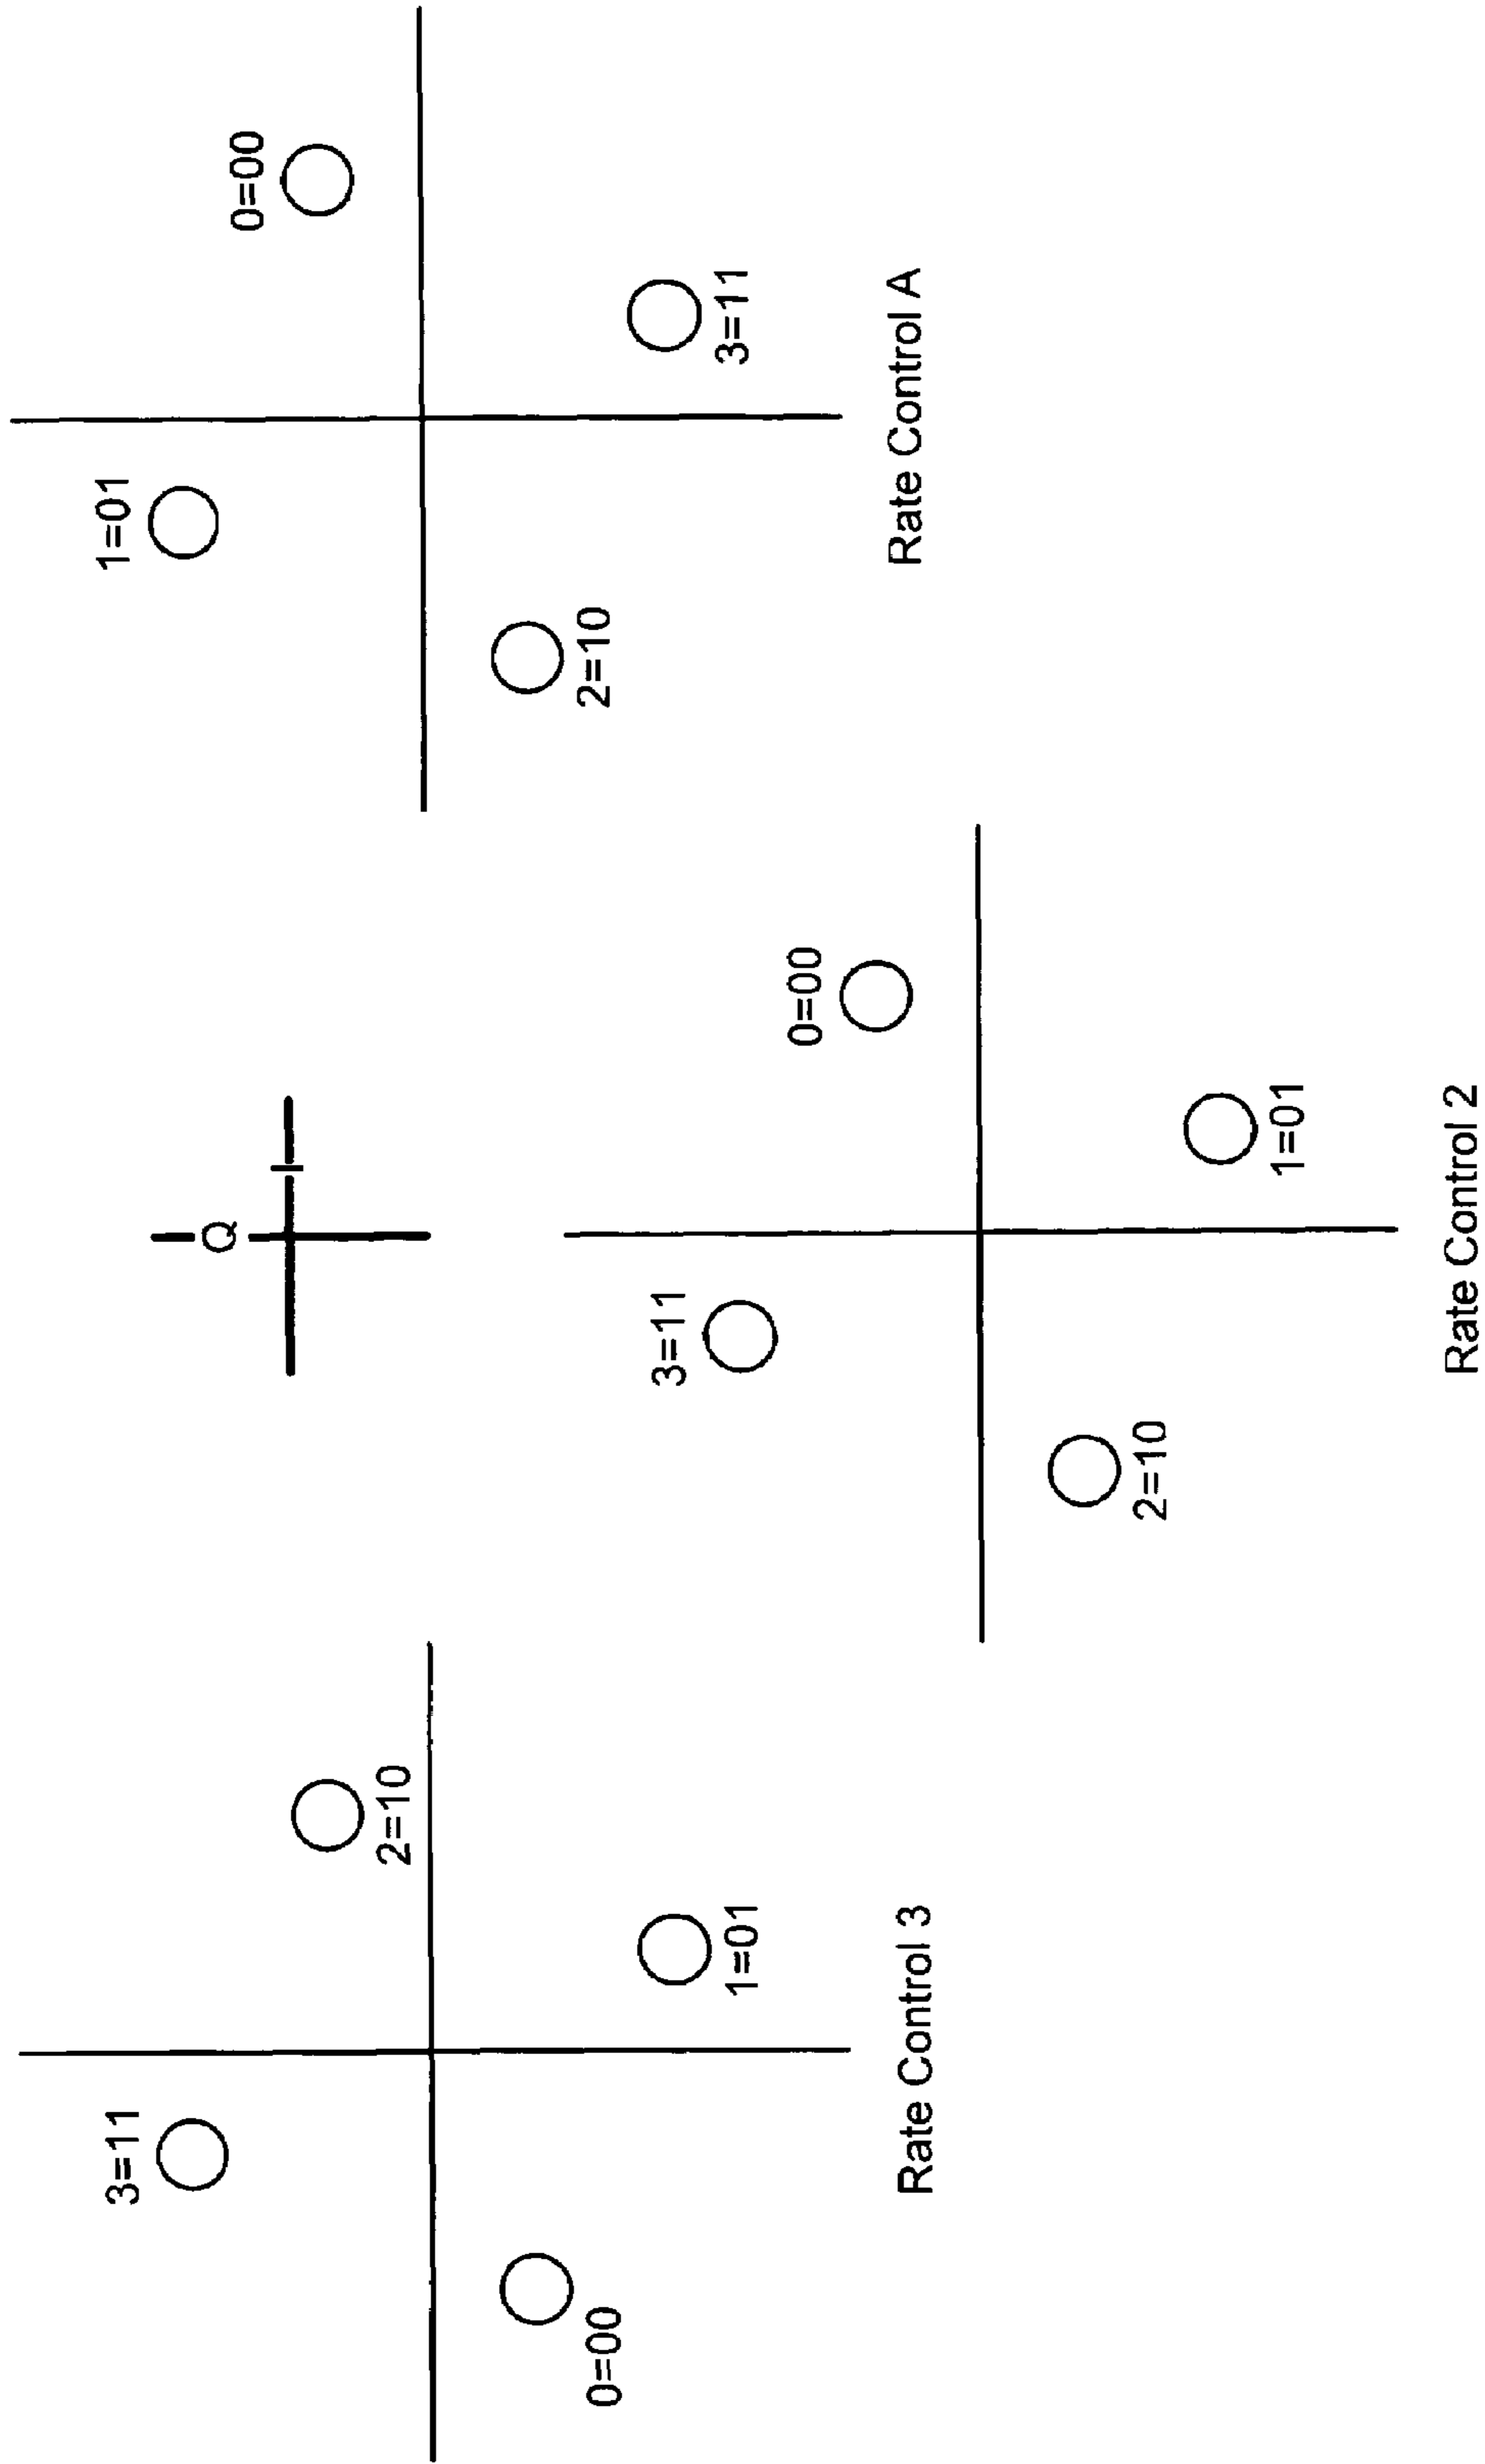 3=11
2=10
0=00
1=01
Rate Control 3
Q
I
3=11
0=00
2=10
1=01
Rate Control 2
1=01
0=00
2=10
3=11
Rate Control A